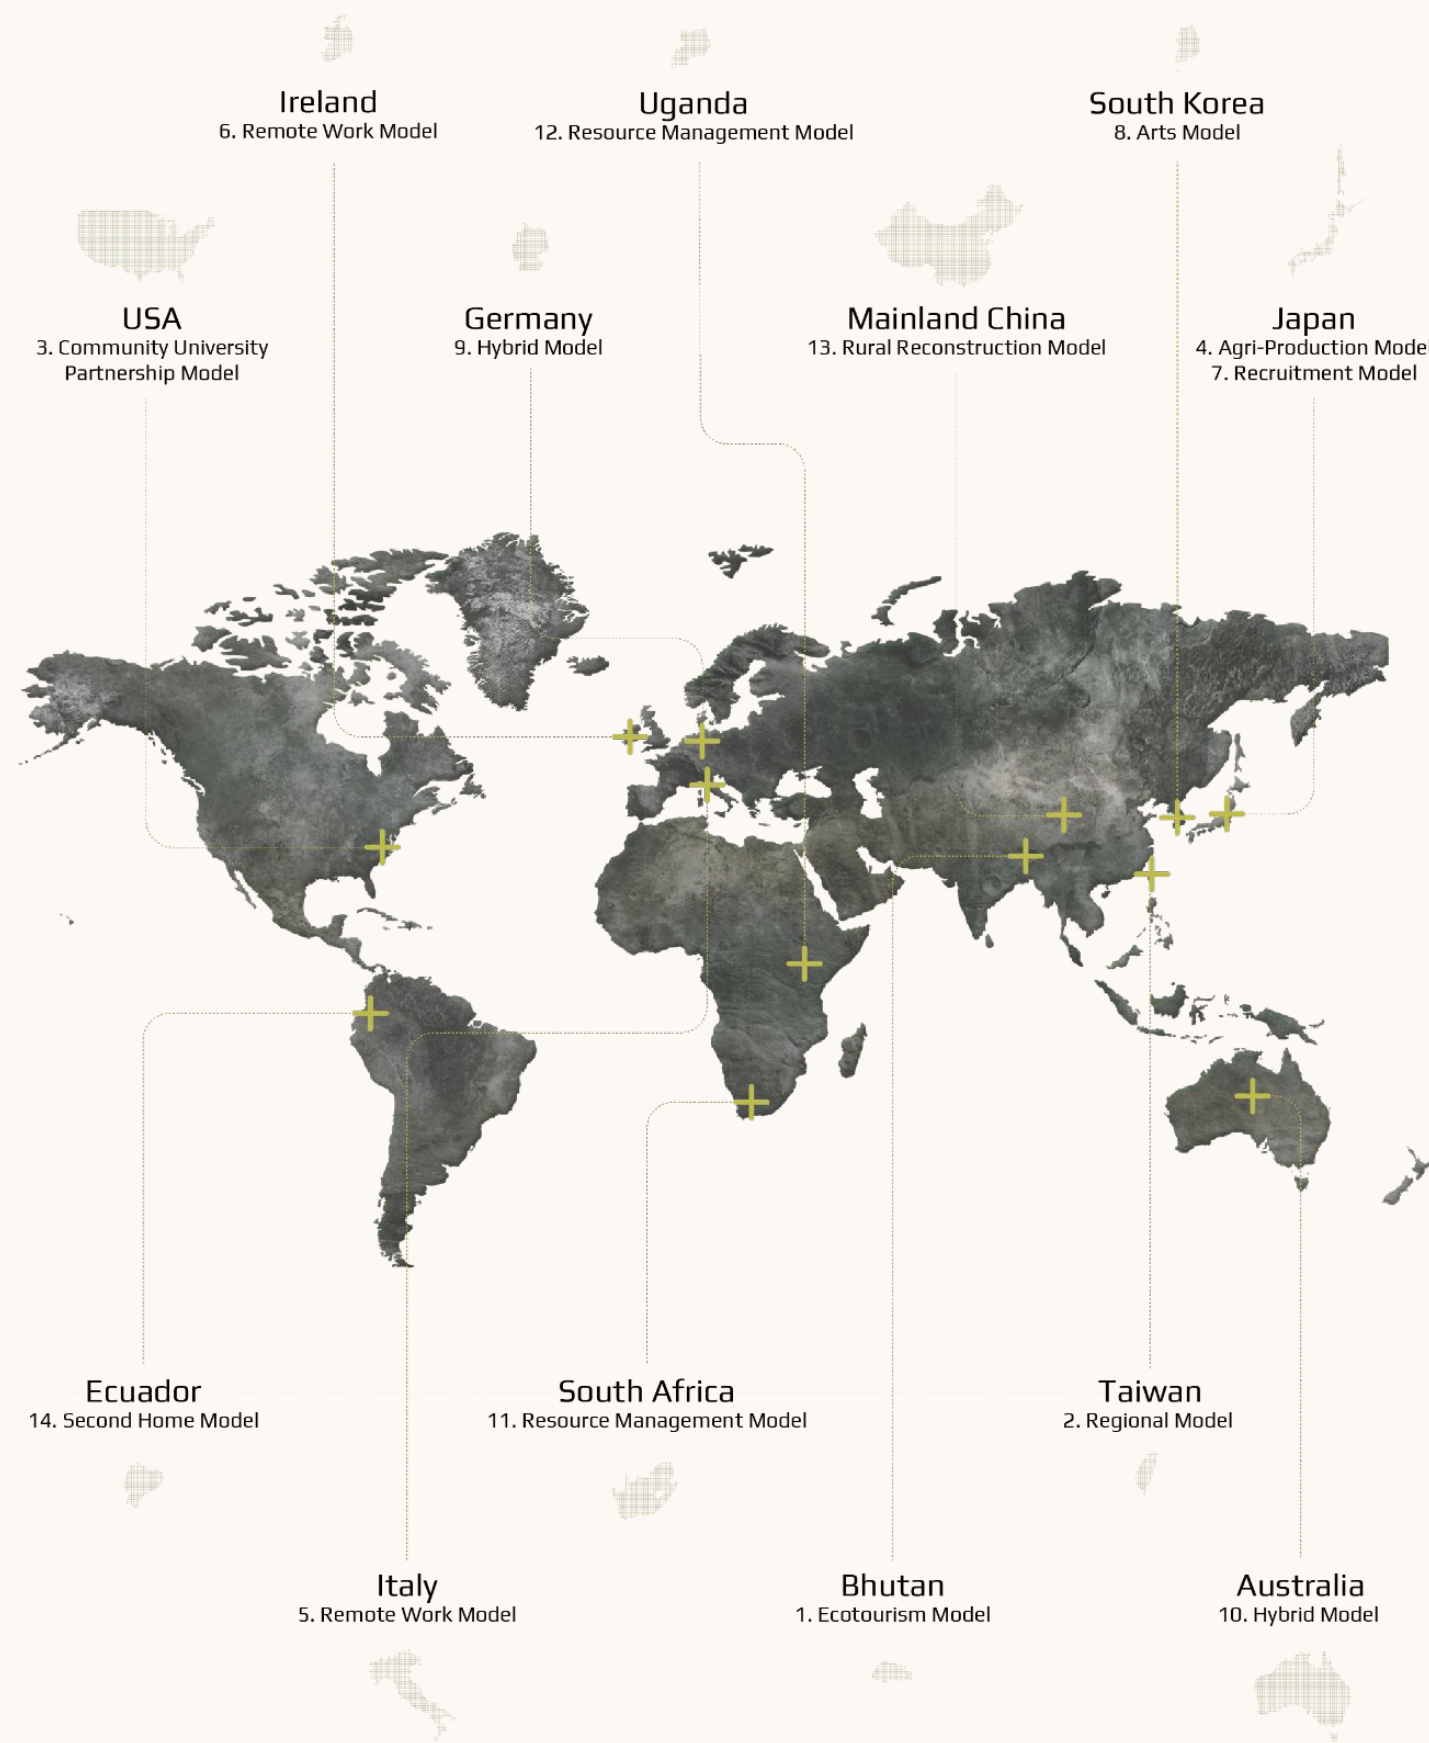 Ireland
6. Remote Work Model
Uganda
12. Resource Management Model
South Korea
8. Arts Model
USA
3. Community University
Partnership Model
Germany
9. Hybrid Model
Mainland China
13. Rural Reconstruction Model
Japan
4. Agri-Production Model
7. Recruitment Model
Ecuador
14. Second Home Model
South Africa
11. Resource Management Model
Taiwan
2. Regional Model
Italy
5. Remote Work Model
Bhutan
1. Ecotourism Model
Australia
10. Hybrid Model